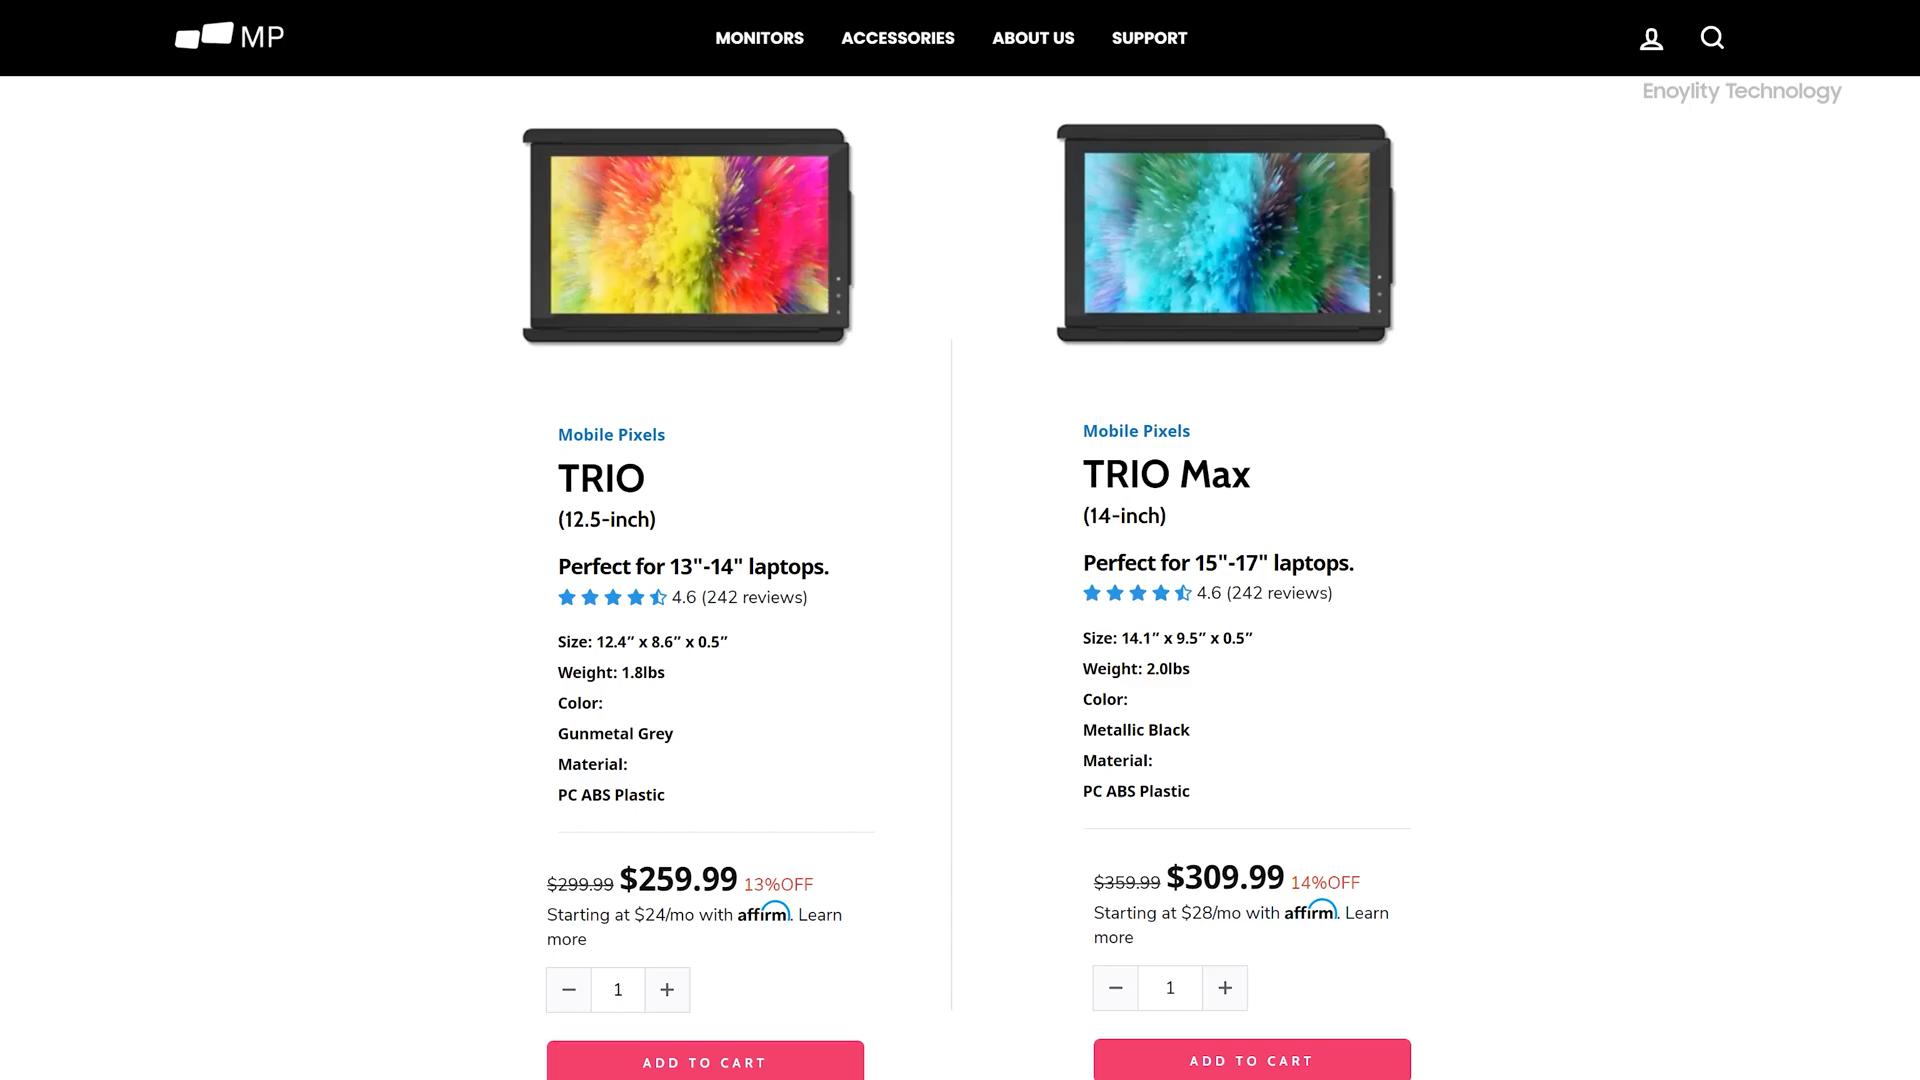 MP
MONITORS
ACCESSORIES
ABOUT US
SUPPORT
Enoylity Technology
Mobile Pixels
TRIO
(12.5-inch)
Perfect for 13"-14" laptops.
4.6 (242 reviews)
Size: 12.4” x 8.6” x 0.5”
Weight: 1.8lbs
Color:
Gunmetal Grey
Material:
PC ABS Plastic
$299.99 $259.99 13%OFF
Starting at $24/mo with affirm. Learn
more
− 1 +
ADD TO CART
Mobile Pixels
TRIO Max
(14-inch)
Perfect for 15"-17" laptops.
4.6 (242 reviews)
Size: 14.1” x 9.5” x 0.5”
Weight: 2.0lbs
Color:
Metallic Black
Material:
PC ABS Plastic
$359.99 $309.99 14%OFF
Starting at $28/mo with affirm. Learn
more
− 1 +
ADD TO CART